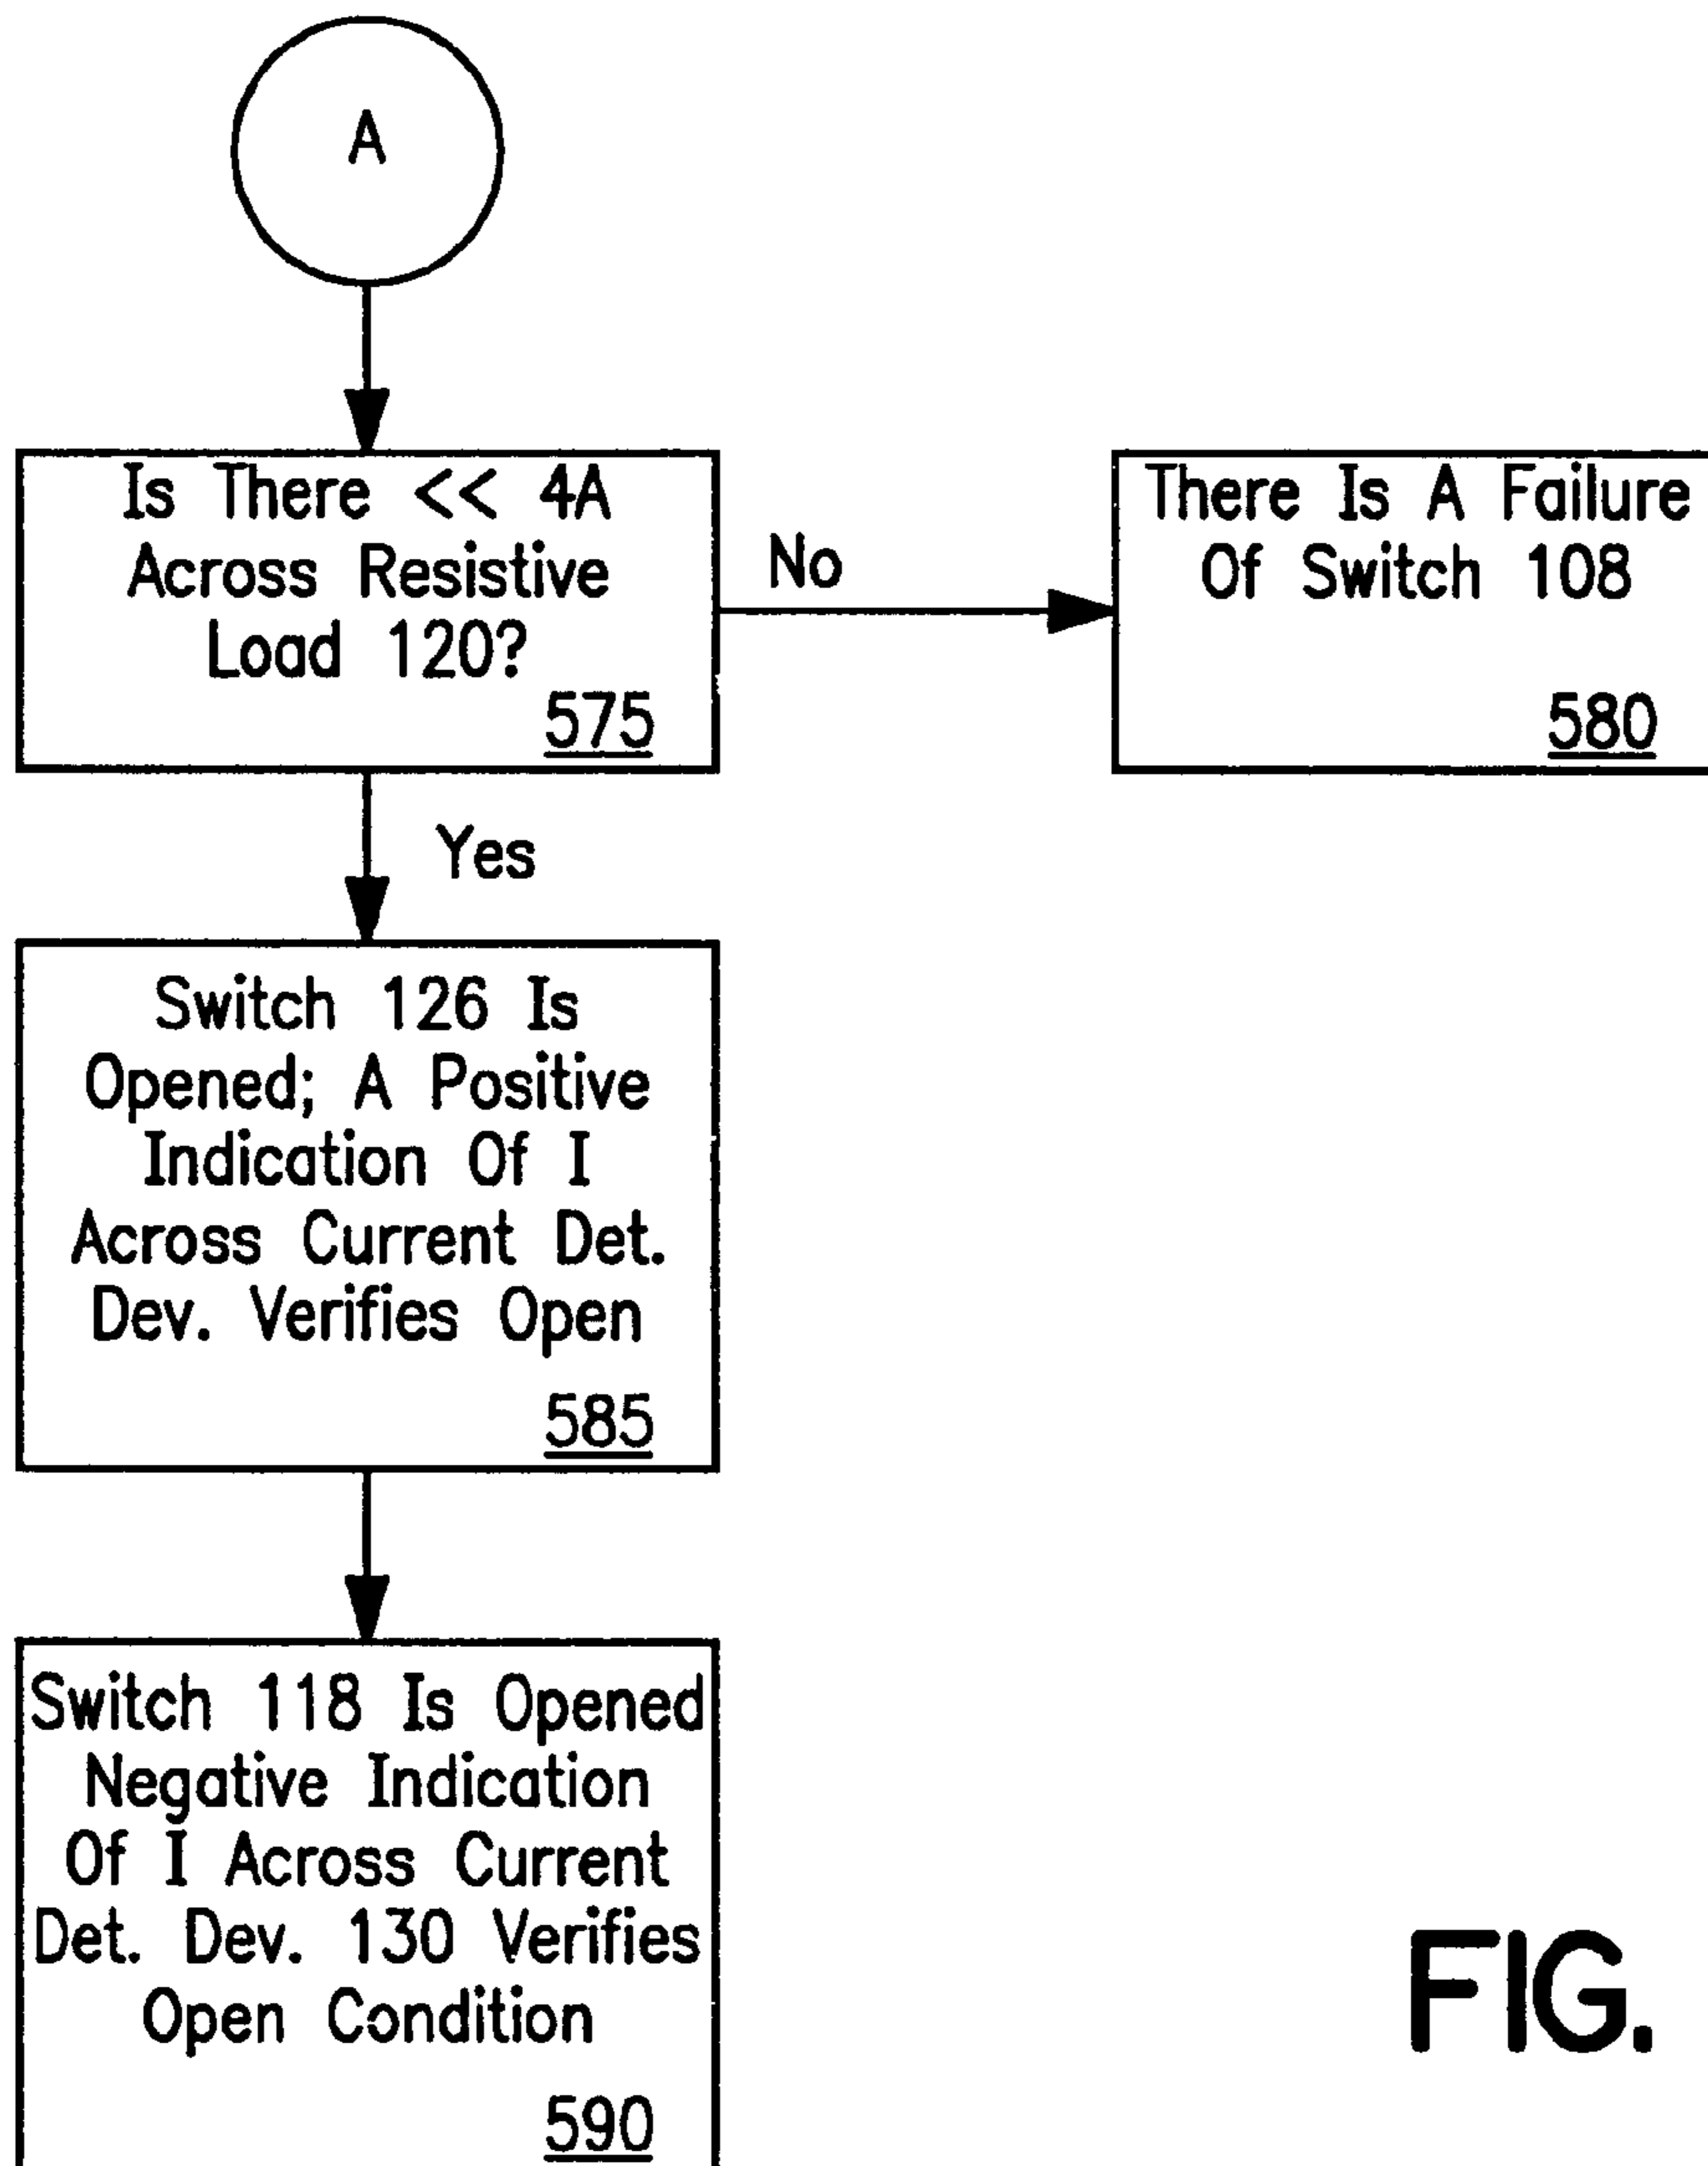 A
Is There << 4A
Across Resistive
Load 120?
575
No
There Is A Failure
Of Switch 108
580
Yes
Switch 126 Is
Opened; A Positive
Indication Of I
Across Current Det.
Dev. Verifies Open
585
Switch 118 Is Opened
Negative Indication
Of I Across Current
Det. Dev. 130 Verifies
Open Condition
590
FIG.